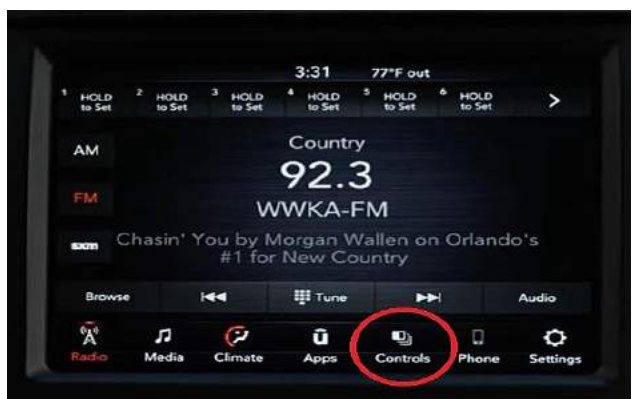 3:31 77°F out
1 HOLD to Set 2 HOLD to Set 3 HOLD to Set 4 HOLD to Set 5 HOLD to Set 6 HOLD to Set >
AM
Country
92.3
FM
WWKA-FM
Chasin' You by Morgan Wallen on Orlando's
#1 for New Country
Browse Tune Audio
Radio Media Climate ū Apps Controls Phone Settings